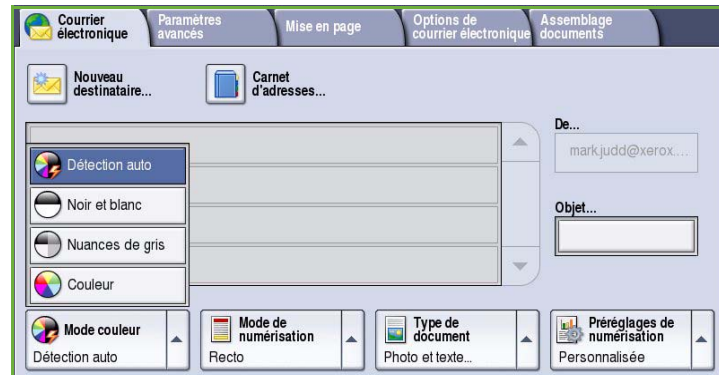 Courrier
électronique
Paramètres
avancés
Mise en page
Options de
courrier électronique
Assemblage
documents
Nouveau
destinataire...
Carnet
d'adresses...
De...
mark.judd@xerox....
Objet...
Détection auto
Noir et blanc
Nuances de gris
Couleur
Mode couleur
Détection auto
Mode de
numérisation
Recto
Type de
document
Photo et texte...
Préréglages de
numérisation
Personnalisée